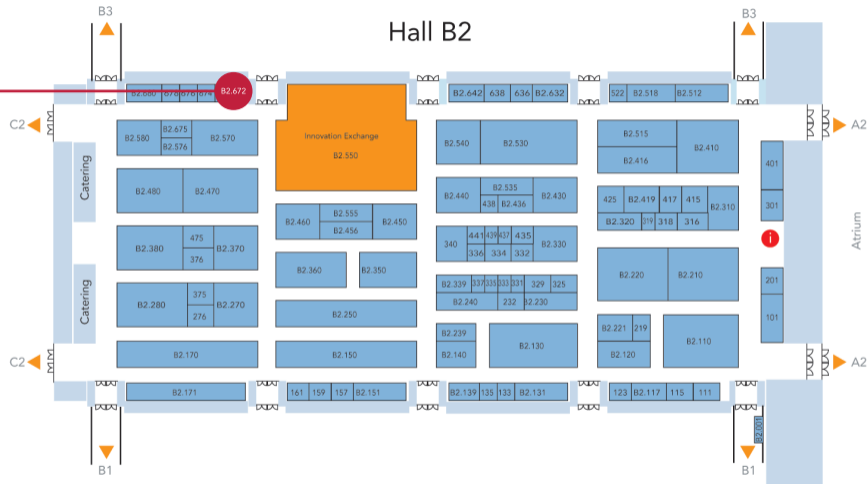 B3
B3
Hall B2
B2.680 678 676 674 B2.672
B2.642 638 636 B2.632
522 B2.518 B2.512
C2
A2
B2.580 B2.675 B2.576 B2.570
Innovation Exchange
B2.550
B2.540 B2.530
B2.515 B2.416 B2.410
Catering
401
301
B2.480 B2.470
B2.440 B2.535 438 B2.436 B2.430
425 B2.419 417 415 B2.310
B2.320 319 318 316
B2.460 B2.555 B2.456 B2.450
i
Atrium
B2.380 475 376 B2.370
340 441 439 437 435 B2.330
336 334 332
B2.360 B2.350
B2.220 B2.210
Catering
201
101
B2.280 375 276 B2.270
B2.339 337 335 333 331 329 325
B2.240 232 B2.230
B2.250
B2.239
B2.140
B2.130
B2.221 219
B2.120
B2.110
C2
A2
B2.170
B2.150
B2.171
161 159 157 B2.151
B2.139 135 133 B2.131
123 B2.117 115 111
B2.001
B1
B1